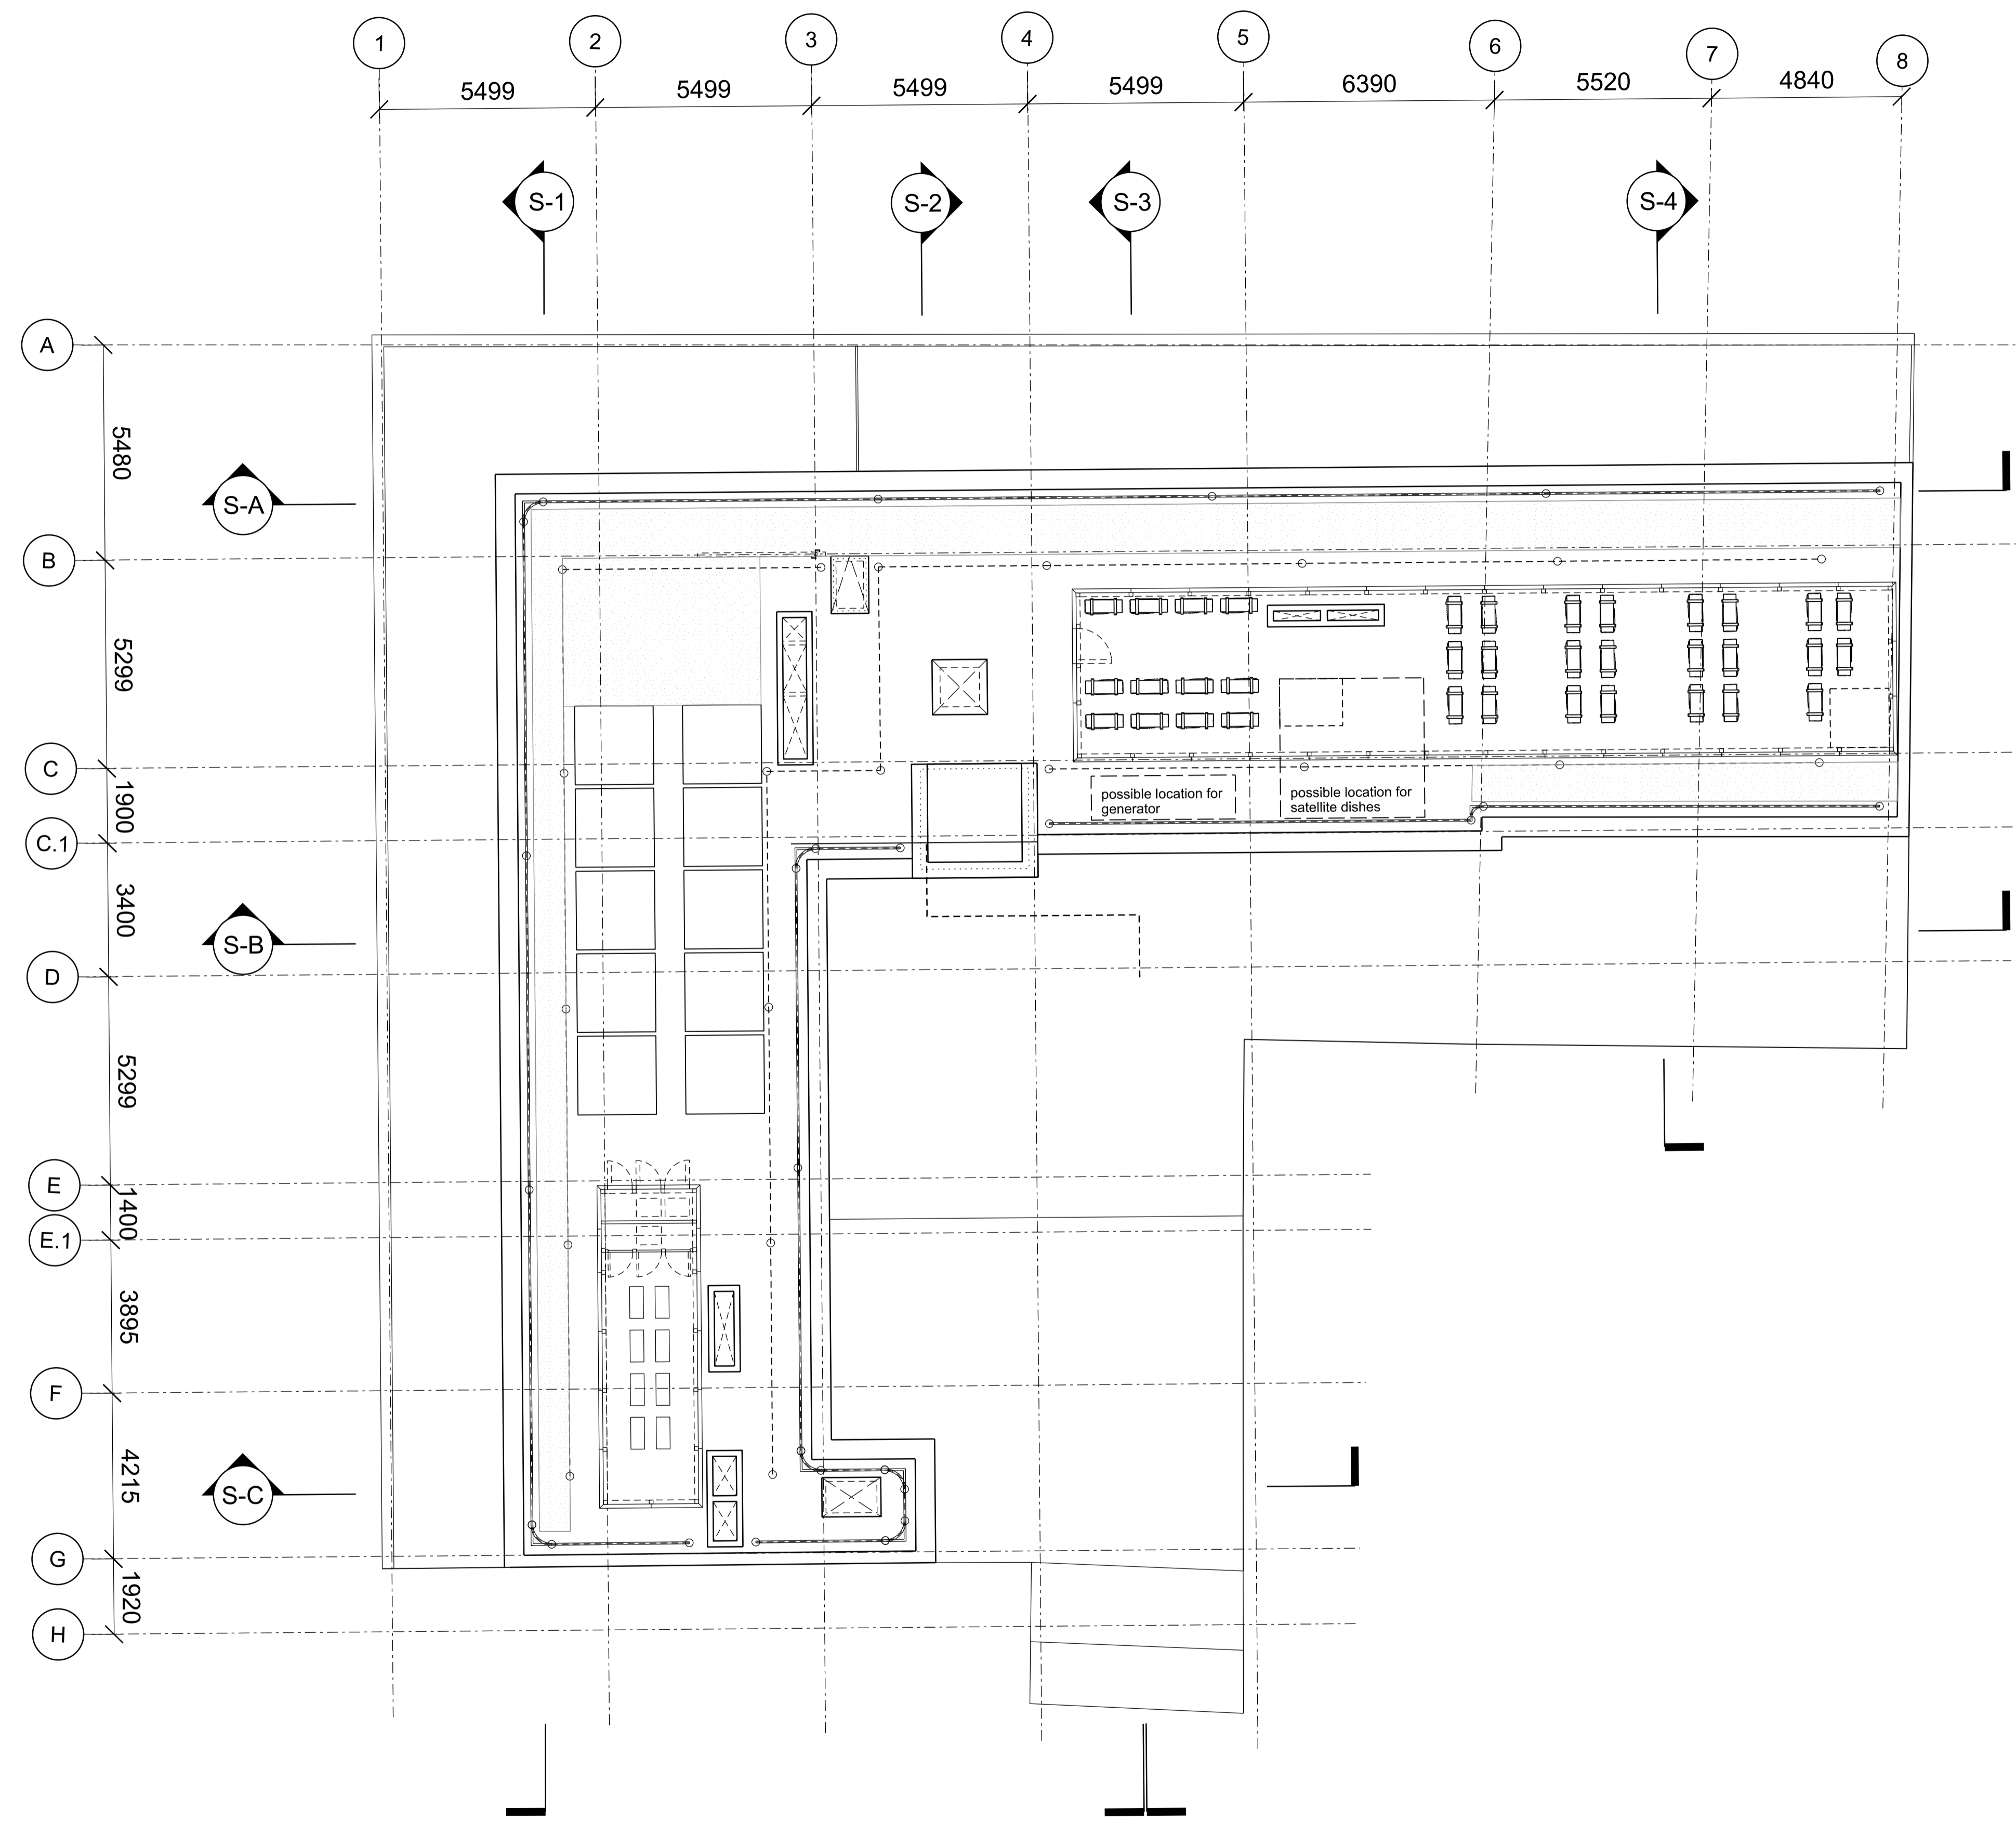 1 2 3 4 5 6 7 8
5499 5499 5499 5499 6390 5520 4840
S-1 S-2 S-3 S-4
A
5480
S-A
B
5299
C
1900
possible location for
generator
possible location for
satellite dishes
C.1
3400
S-B
D
5299
E
1400
E.1
3895
F
4215
S-C
G
1920
H